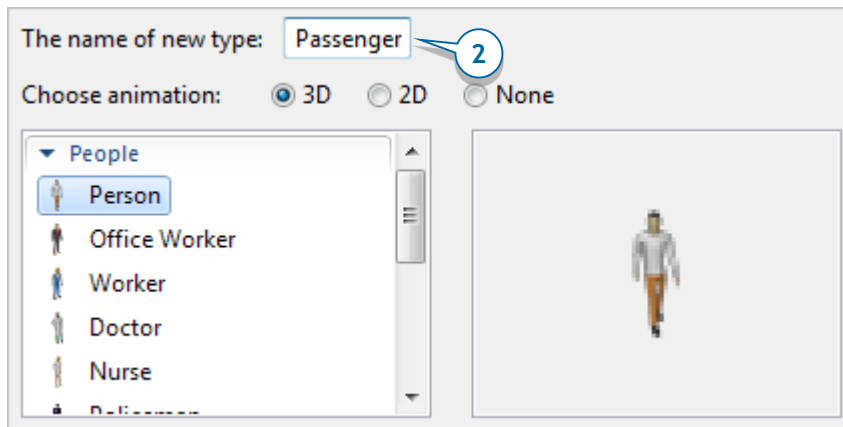 The name of new type: Passenger
2
Choose animation: 3D 2D None
People
Person
Office Worker
Worker
Doctor
Nurse